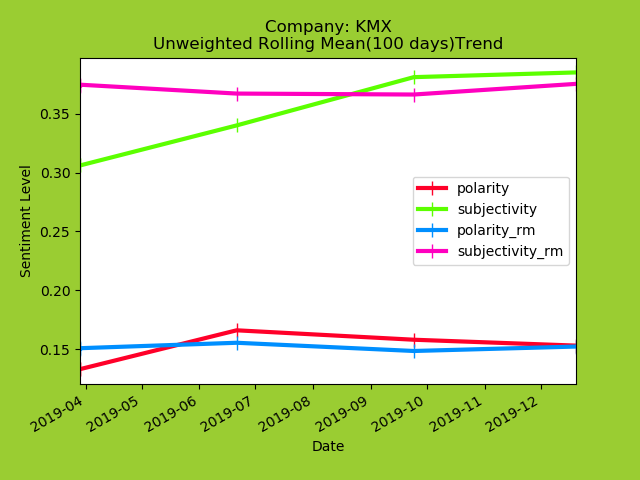 Company: KMX
Unweighted Rolling Mean(100 days)Trend
Sentiment Level
0.35
0.30
0.25
0.20
0.15
polarity
subjectivity
polarity_rm
subjectivity_rm
2019-04
2019-05
2019-06
2019-07
2019-08
2019-09
2019-10
2019-11
2019-12
Date